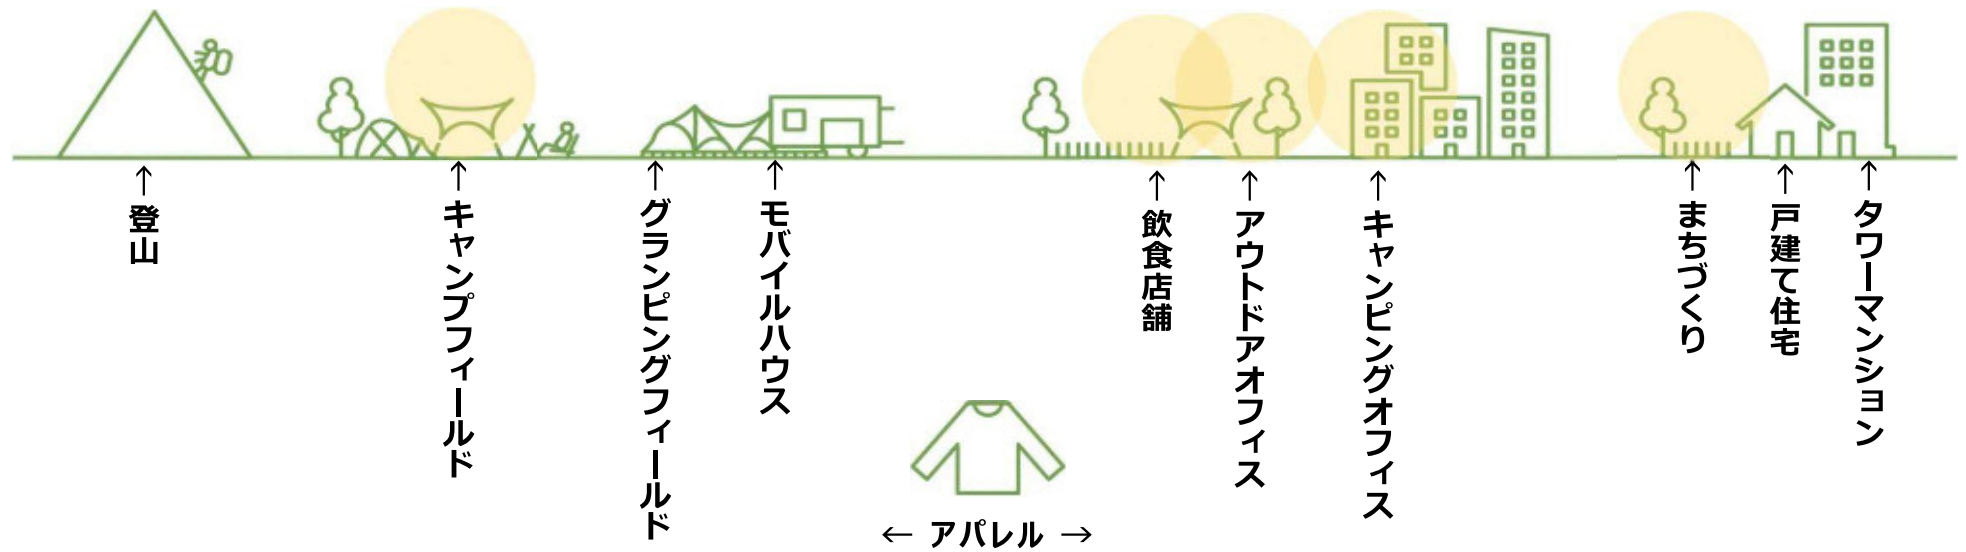 ↑登山
↑キャンプフィールド
↑グランピングフィールド
↑モバイルハウス
↑飲食店舗
↑アウトドアオフィス
↑キャンピングオフィス
↑まちづくり
↑戸建て住宅
↑タワーマンション
← アパレル →